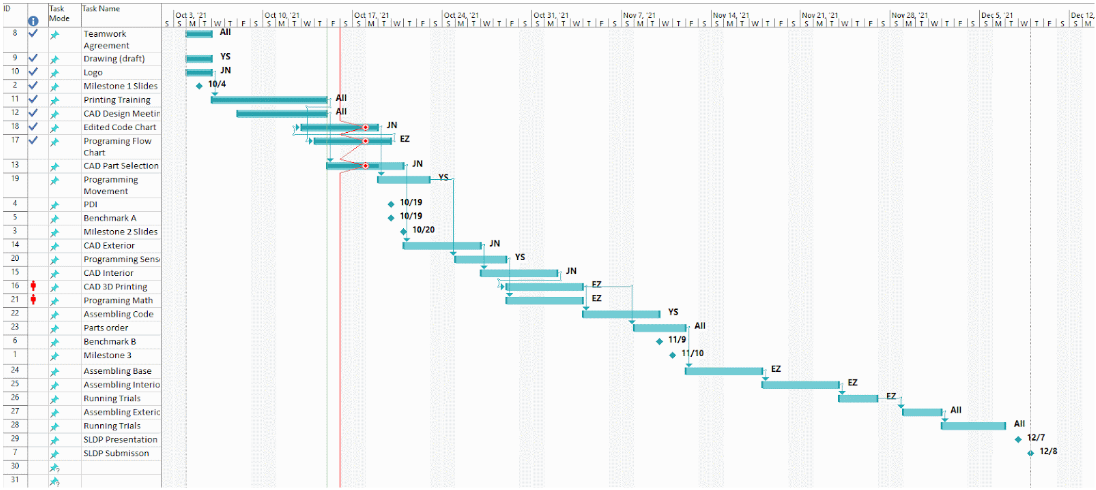 ID Task Mode Task Name Oct 3, '21 Oct 10, '21 Oct 17, '21 Oct 24, '21 Oct 31, '21 Nov 7, '21 Nov 14, '21 Nov 21, '21 Nov 28, '21 Dec 5, '21 Dec 12,
S S M T W T F S S M T W T F S S M T W T F S S M T W T F S S M T W T F S S M T W T F S S M T W T F S S M T W T F S S M T W T F S S M T W T F S S M
8 Teamwork Agreement All
9 Drawing (draft) YS
10 Logo JN
2 Milestone 1 Slides 10/4
11 Printing Training All
12 CAD Design Meetin All
18 Edited Code Chart JN
17 Programing Flow Chart EZ
13 CAD Part Selection JN
19 Programming Movement YS
4 PDI 10/19
5 Benchmark A 10/19
3 Milestone 2 Slides 10/20
14 CAD Exterior JN
20 Programming Sens YS
15 CAD Interior JN
16 CAD 3D Printing EZ
21 Programing Math EZ
22 Assembling Code YS
23 Parts order All
6 Benchmark B 11/9
1 Milestone 3 11/10
24 Assembling Base EZ
25 Assembling Interio EZ
26 Running Trials EZ
27 Assembling Exteric All
28 Running Trials All
29 SLDP Presentation 12/7
7 SLDP Submisson 12/8
30
31